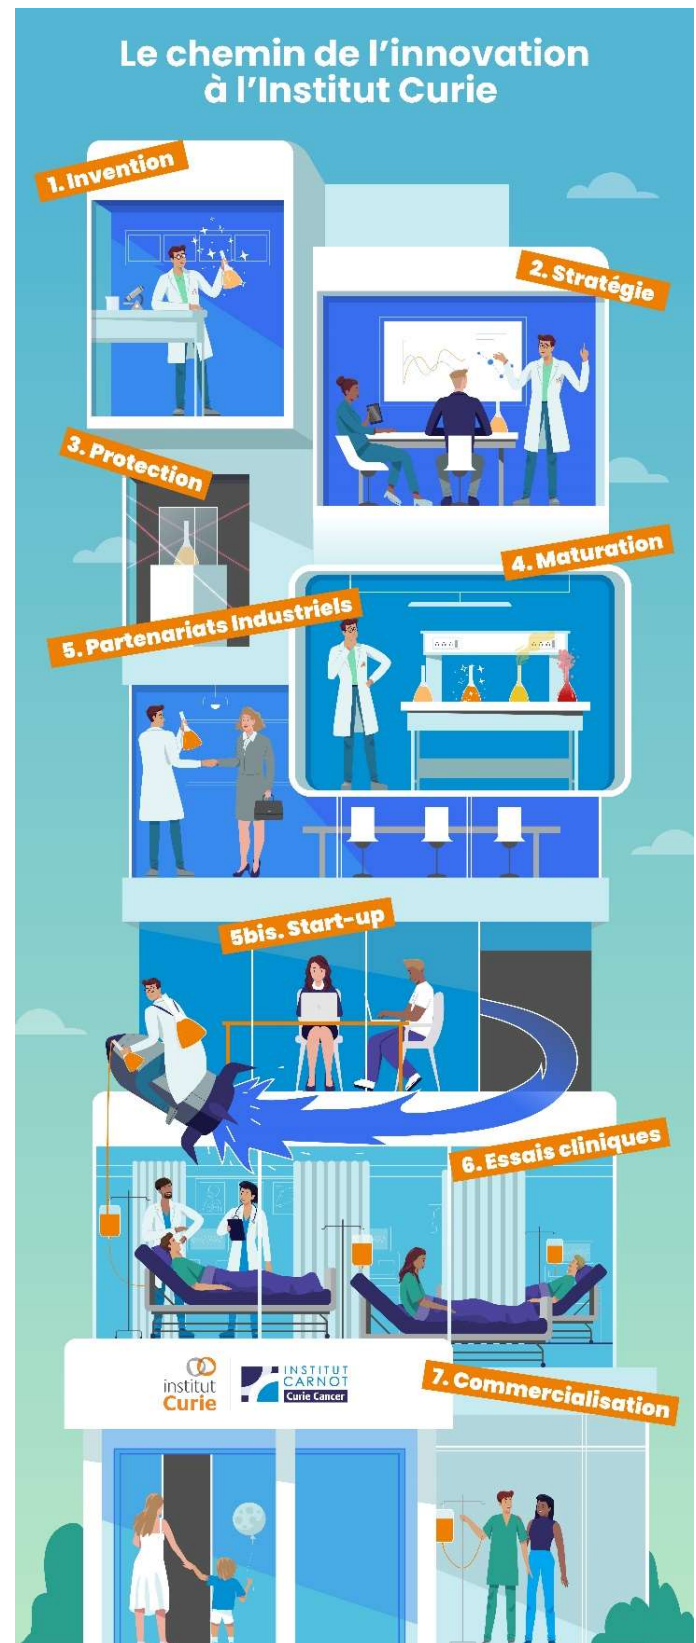 Le chemin de l'innovation
à l'Institut Curie
1. Invention
2. Stratégie
3. Protection
4. Maturation
5. Partenariats Industriels
5bis. Start-up
6. Essais cliniques
institut
Curie
INSTITUT
CARNOT
Curie Cancer
7. Commercialisation